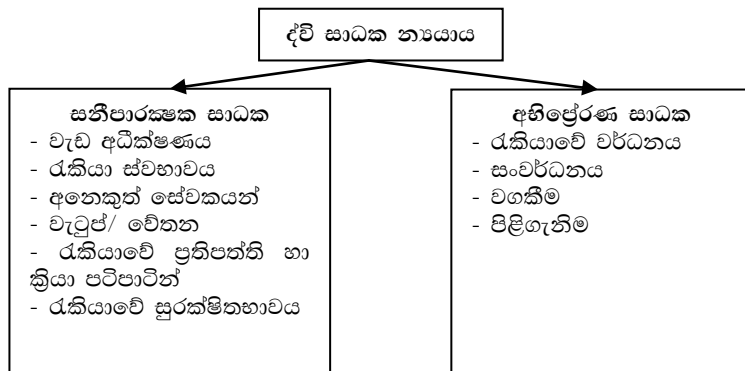 ද්වි සාධක න්‍යයාය
සනීපාරක්‍ෂක සාධක
- වැඩ අධීක්ෂණය
- රැකියා ස්වභාවය
- අනෙකුත් සේවකයන්
- වැටුප්/ වේතන
- රැකියාවේ ප්‍රතිපත්ති හා
ක්‍රියා පටිපාටින්
- රැකියාවේ සුරක්ෂිතභාවය
අභිප්‍රේරණ සාධක
- රැකියාවේ වර්ධනය
- සංවර්ධනය
- වගකීම
- පිළිගැනිම